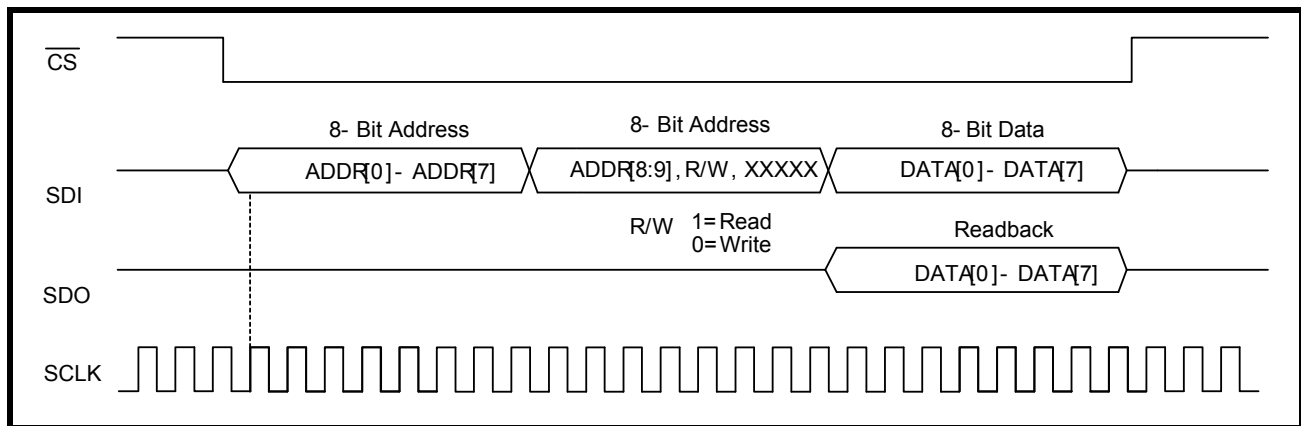 CS
8- Bit Address
8- Bit Address
8- Bit Data
SDI
ADDR[0]- ADDR[7]
ADDR[8:9], R/W, XXXXX
DATA[0]- DATA[7]
R/W 1=Read
0=Write
Readback
SDO
DATA[0]- DATA[7]
SCLK